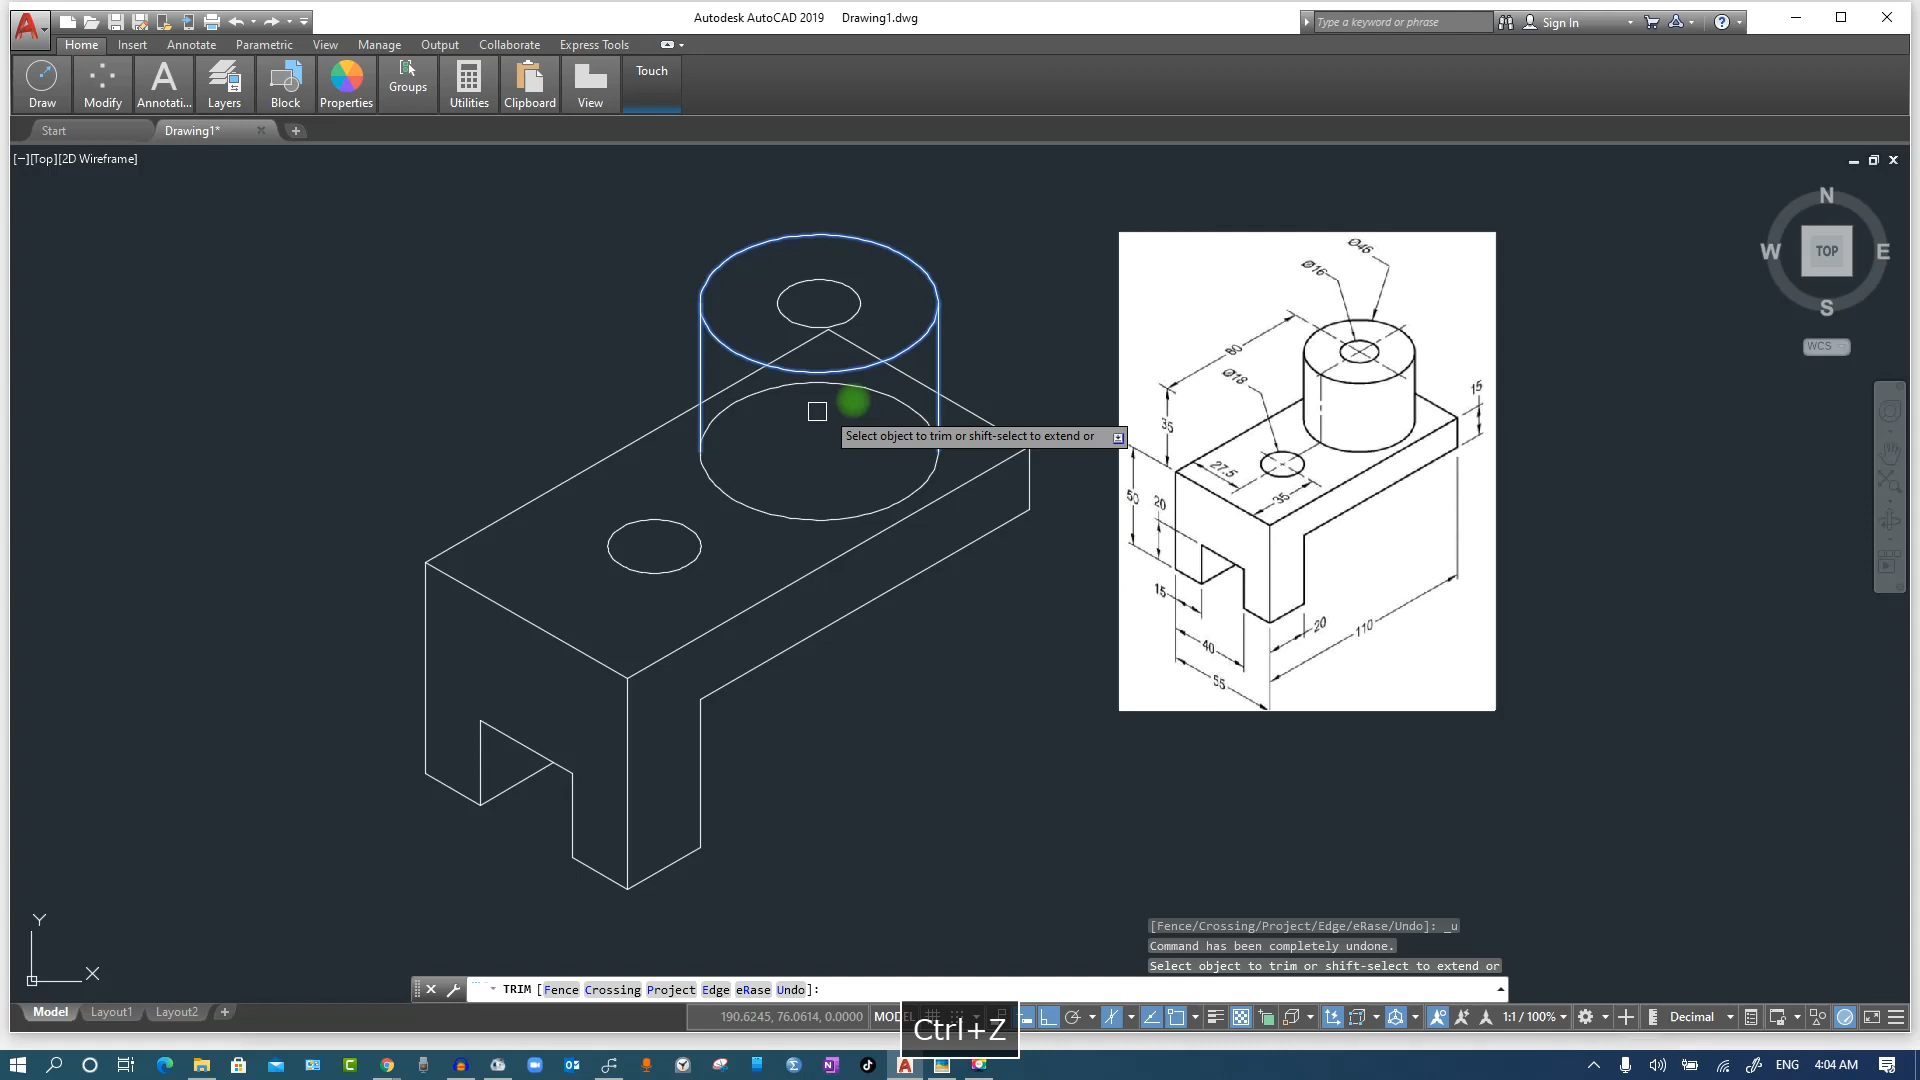 Autodesk AutoCAD 2019 Drawing1.dwg
Type a keyword or phrase
Sign In
Home Insert Annotate Parametric View Manage Output Collaborate Express Tools
Draw Modify Annotati... Layers Block Properties Groups Utilities Clipboard View Touch
Start Drawing1*
[−][Top][2D Wireframe]
N
W TOP E
S
WCS
Ø46
Ø16
60
Ø18
15
35
27.5
50 20
35
15
20
110
40
55
Select object to trim or shift-select to extend or
[Fence/Crossing/Project/Edge/eRase/Undo]: _u
Command has been completely undone.
Select object to trim or shift-select to extend or
Y
X
TRIM [Fence Crossing Project Edge eRase Undo]:
Model Layout1 Layout2
190.6245, 76.0614, 0.0000 MODEL
1:1 / 100%
Decimal
Ctrl+Z
ENG 4:04 AM